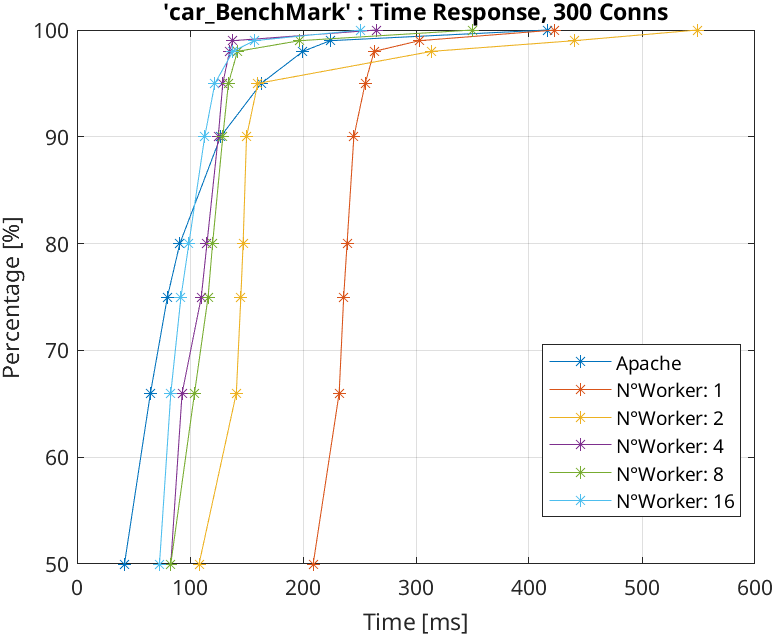 'car_BenchMark' : Time Response, 300 Conns
Percentage [%]
100
90
80
70
60
50
0 100 200 300 400 500 600
Time [ms]
Apache
N°Worker: 1
N°Worker: 2
N°Worker: 4
N°Worker: 8
N°Worker: 16